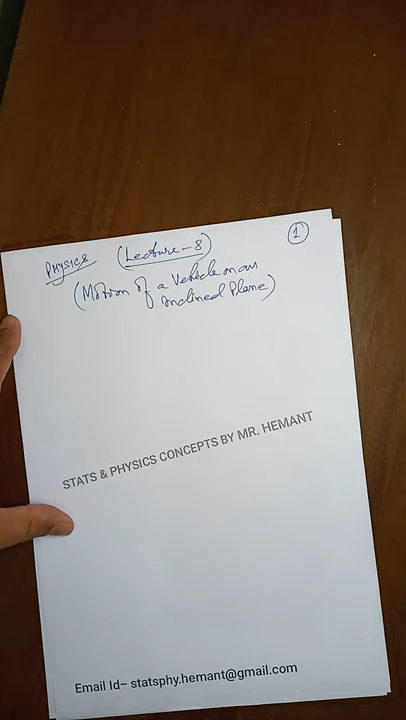 Physics (Lecture-8) 1
(Motion of a Vehicle on an
Inclined Plane)
STATS & PHYSICS CONCEPTS BY MR. HEMANT
Email Id– statsphy.hemant@gmail.com